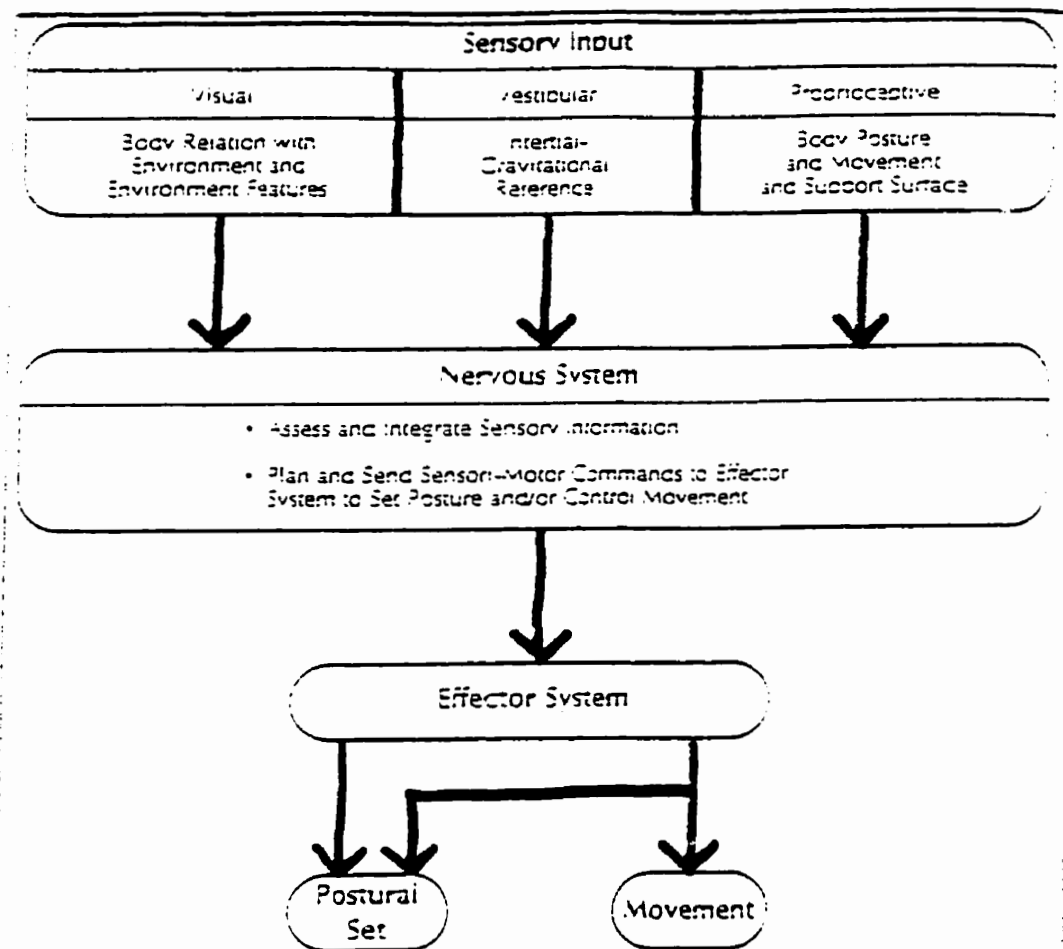 Sensory Input
Visual
Vestibular
Proprioceptive
Body Relation with
Environment and
Environment Features
Inertial-
Gravitational
Reference
Body Posture
and Movement
and Support Surface
Nervous System
• Assess and Integrate Sensory Information
• Plan and Send Sensori-Motor Commands to Effector
System to Set Posture and/or Control Movement
Effector System
Postural
Set
Movement